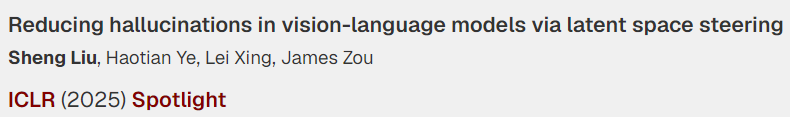 Reducing hallucinations in vision-language models via latent space steering
Sheng Liu, Haotian Ye, Lei Xing, James Zou
ICLR (2025) Spotlight